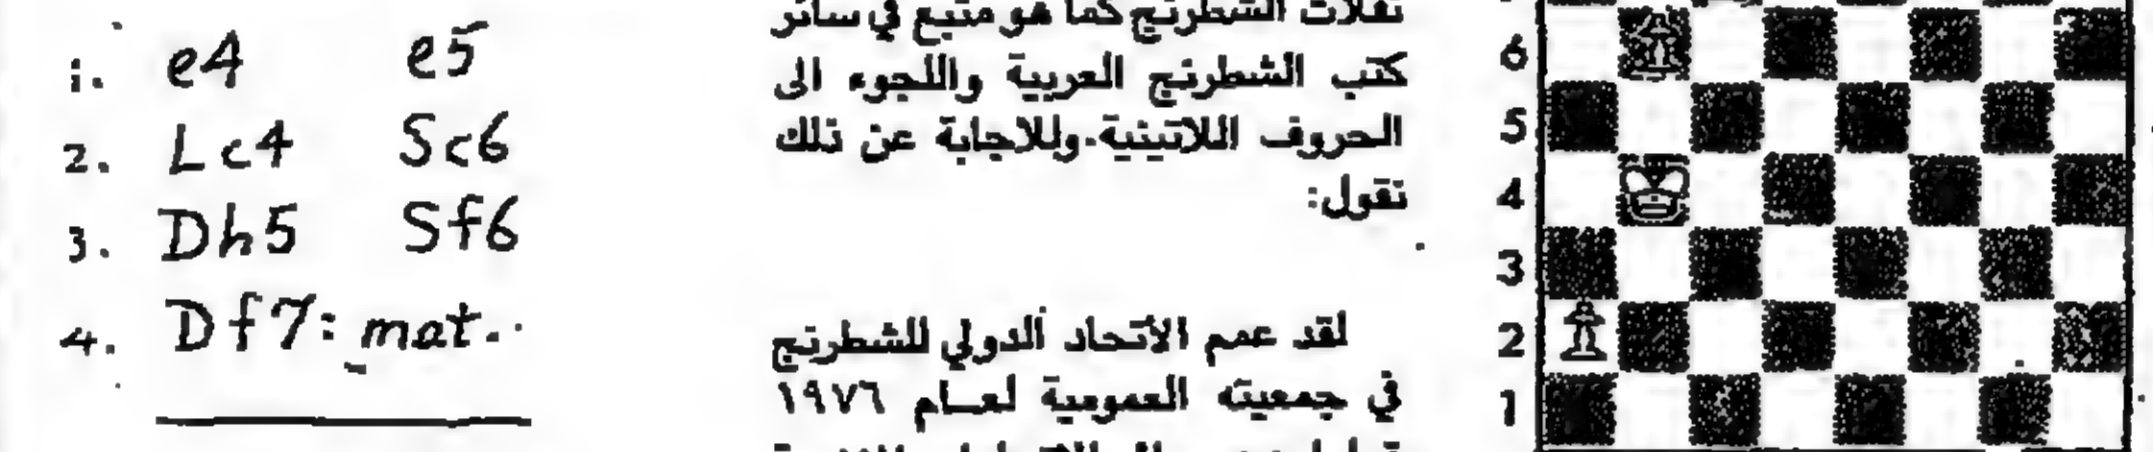 1. e4 e5
2. Lc4 Sc6
3. Dh5 Sf6
4. Df7: mat.
نقلات الشطرنج كما هو متبع في سائر
كتب الشطرنج العربية واللجوء الى
الحروف اللاتينية.وللاجابة عن ذلك
نقول:
لقد عمم الاتحاد الدولي للشطرنج
في جمعيته العمومية لعام ١٩٧٦
6
5
4
3
2
1